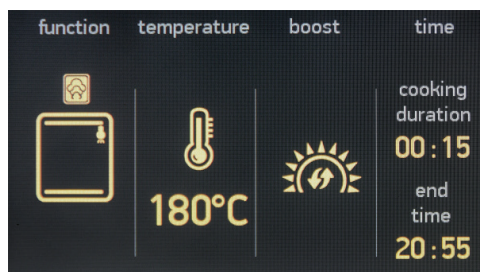 function temperature boost time
cooking
duration
00:15
180°C
end
time
20:55